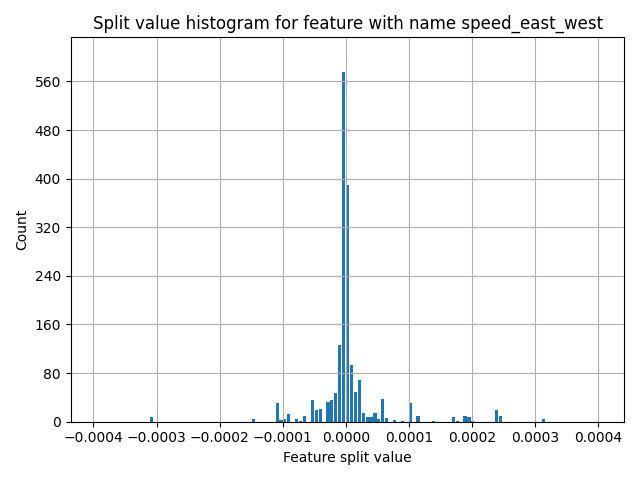 Split value histogram for feature with name speed_east_west
Count
560
480
400
320
240
160
80
0
−0.0004 −0.0003 −0.0002 −0.0001 0.0000 0.0001 0.0002 0.0003 0.0004
Feature split value